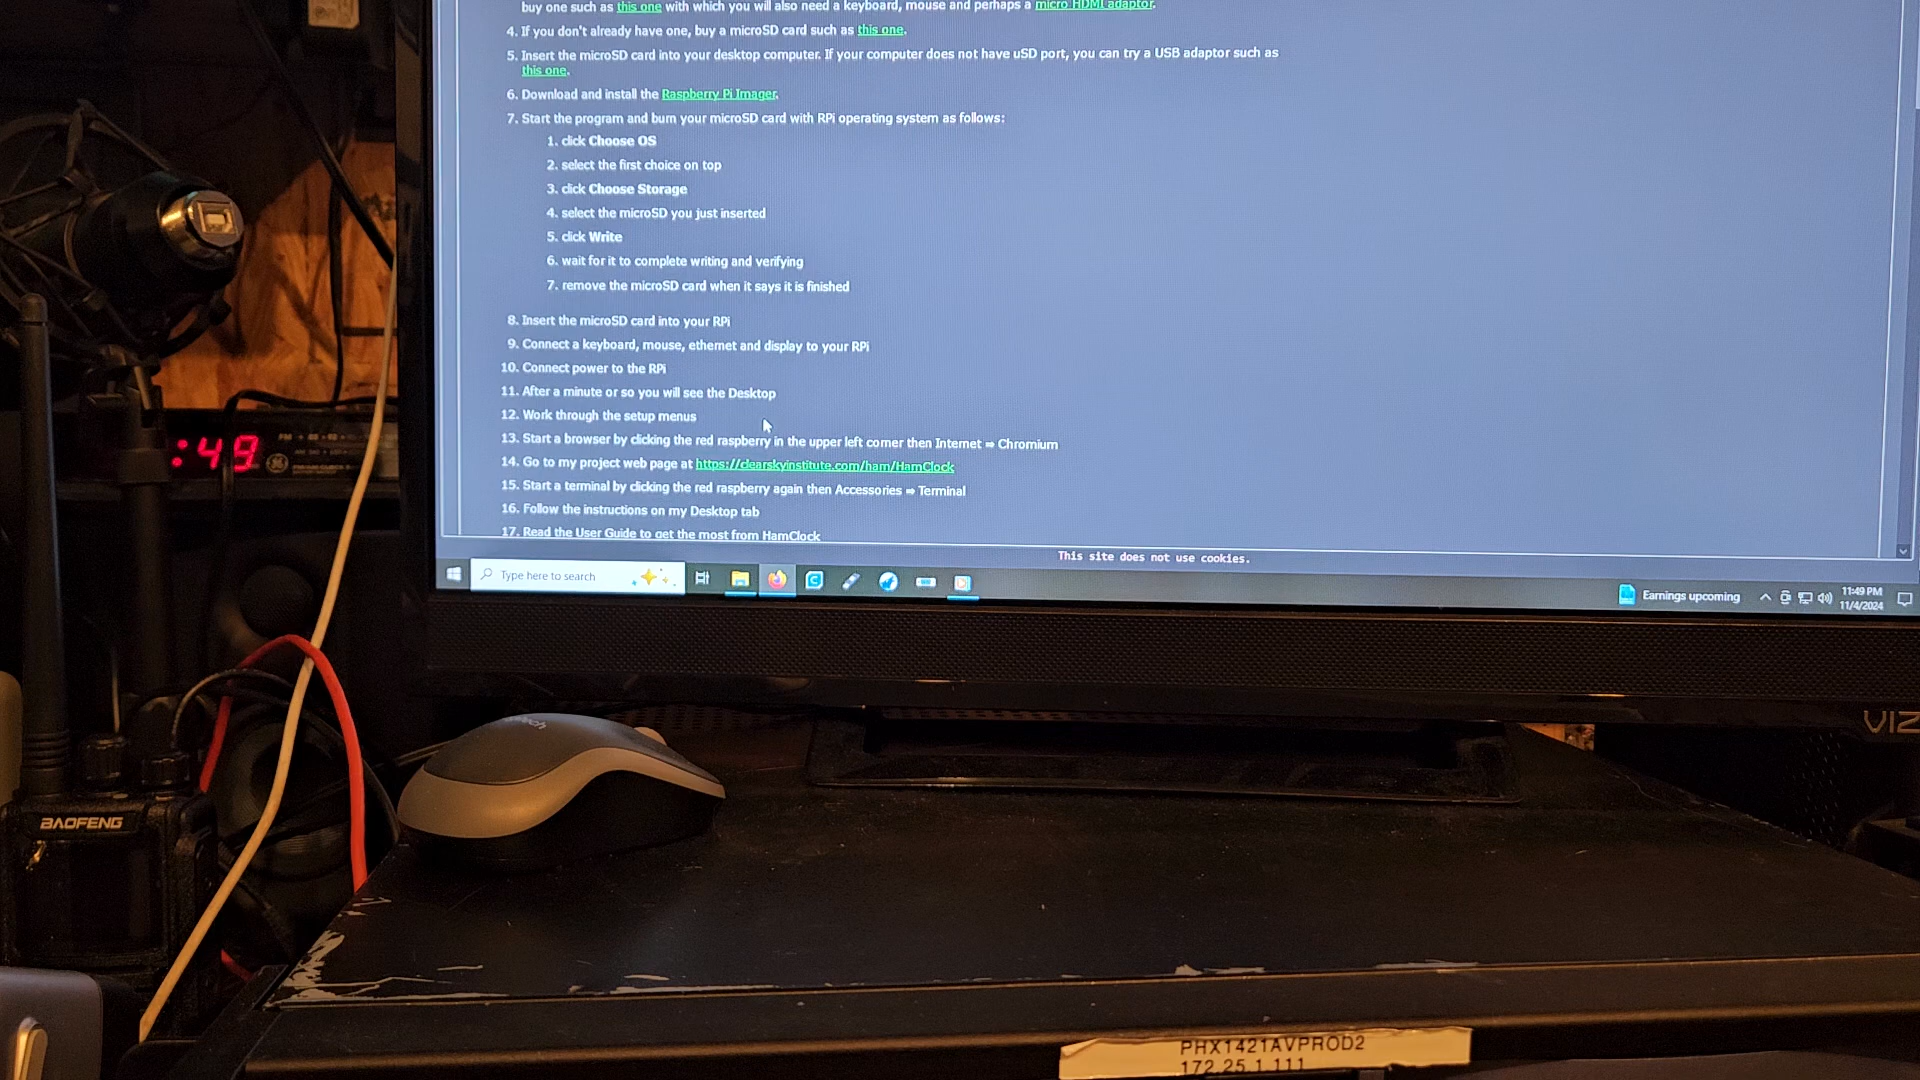 buy one such as this one with which you will also need a keyboard, mouse and perhaps a micro HDMI adaptor.
4. If you don't already have one, buy a microSD card such as this one.
5. Insert the microSD card into your desktop computer. If your computer does not have uSD port, you can try a USB adaptor such as
this one.
6. Download and install the Raspberry Pi Imager.
7. Start the program and burn your microSD card with RPi operating system as follows:
1. click Choose OS
2. select the first choice on top
3. click Choose Storage
4. select the microSD you just inserted
5. click Write
6. wait for it to complete writing and verifying
7. remove the microSD card when it says it is finished
8. Insert the microSD card into your RPi
9. Connect a keyboard, mouse, ethernet and display to your RPi
10. Connect power to the RPi
11. After a minute or so you will see the Desktop
12. Work through the setup menus
13. Start a browser by clicking the red raspberry in the upper left corner then Internet ⇒ Chromium
14. Go to my project web page at https://clearskyinstitute.com/ham/HamClock
15. Start a terminal by clicking the red raspberry again then Accessories ⇒ Terminal
16. Follow the instructions on my Desktop tab
17. Read the User Guide to get the most from HamClock
This site does not use cookies.
Type here to search
Earnings upcoming
11:49 PM
11/4/2024
:49
FM
VIZ
BAOFENG
PHX1421AVPROD2
172.25.1.111